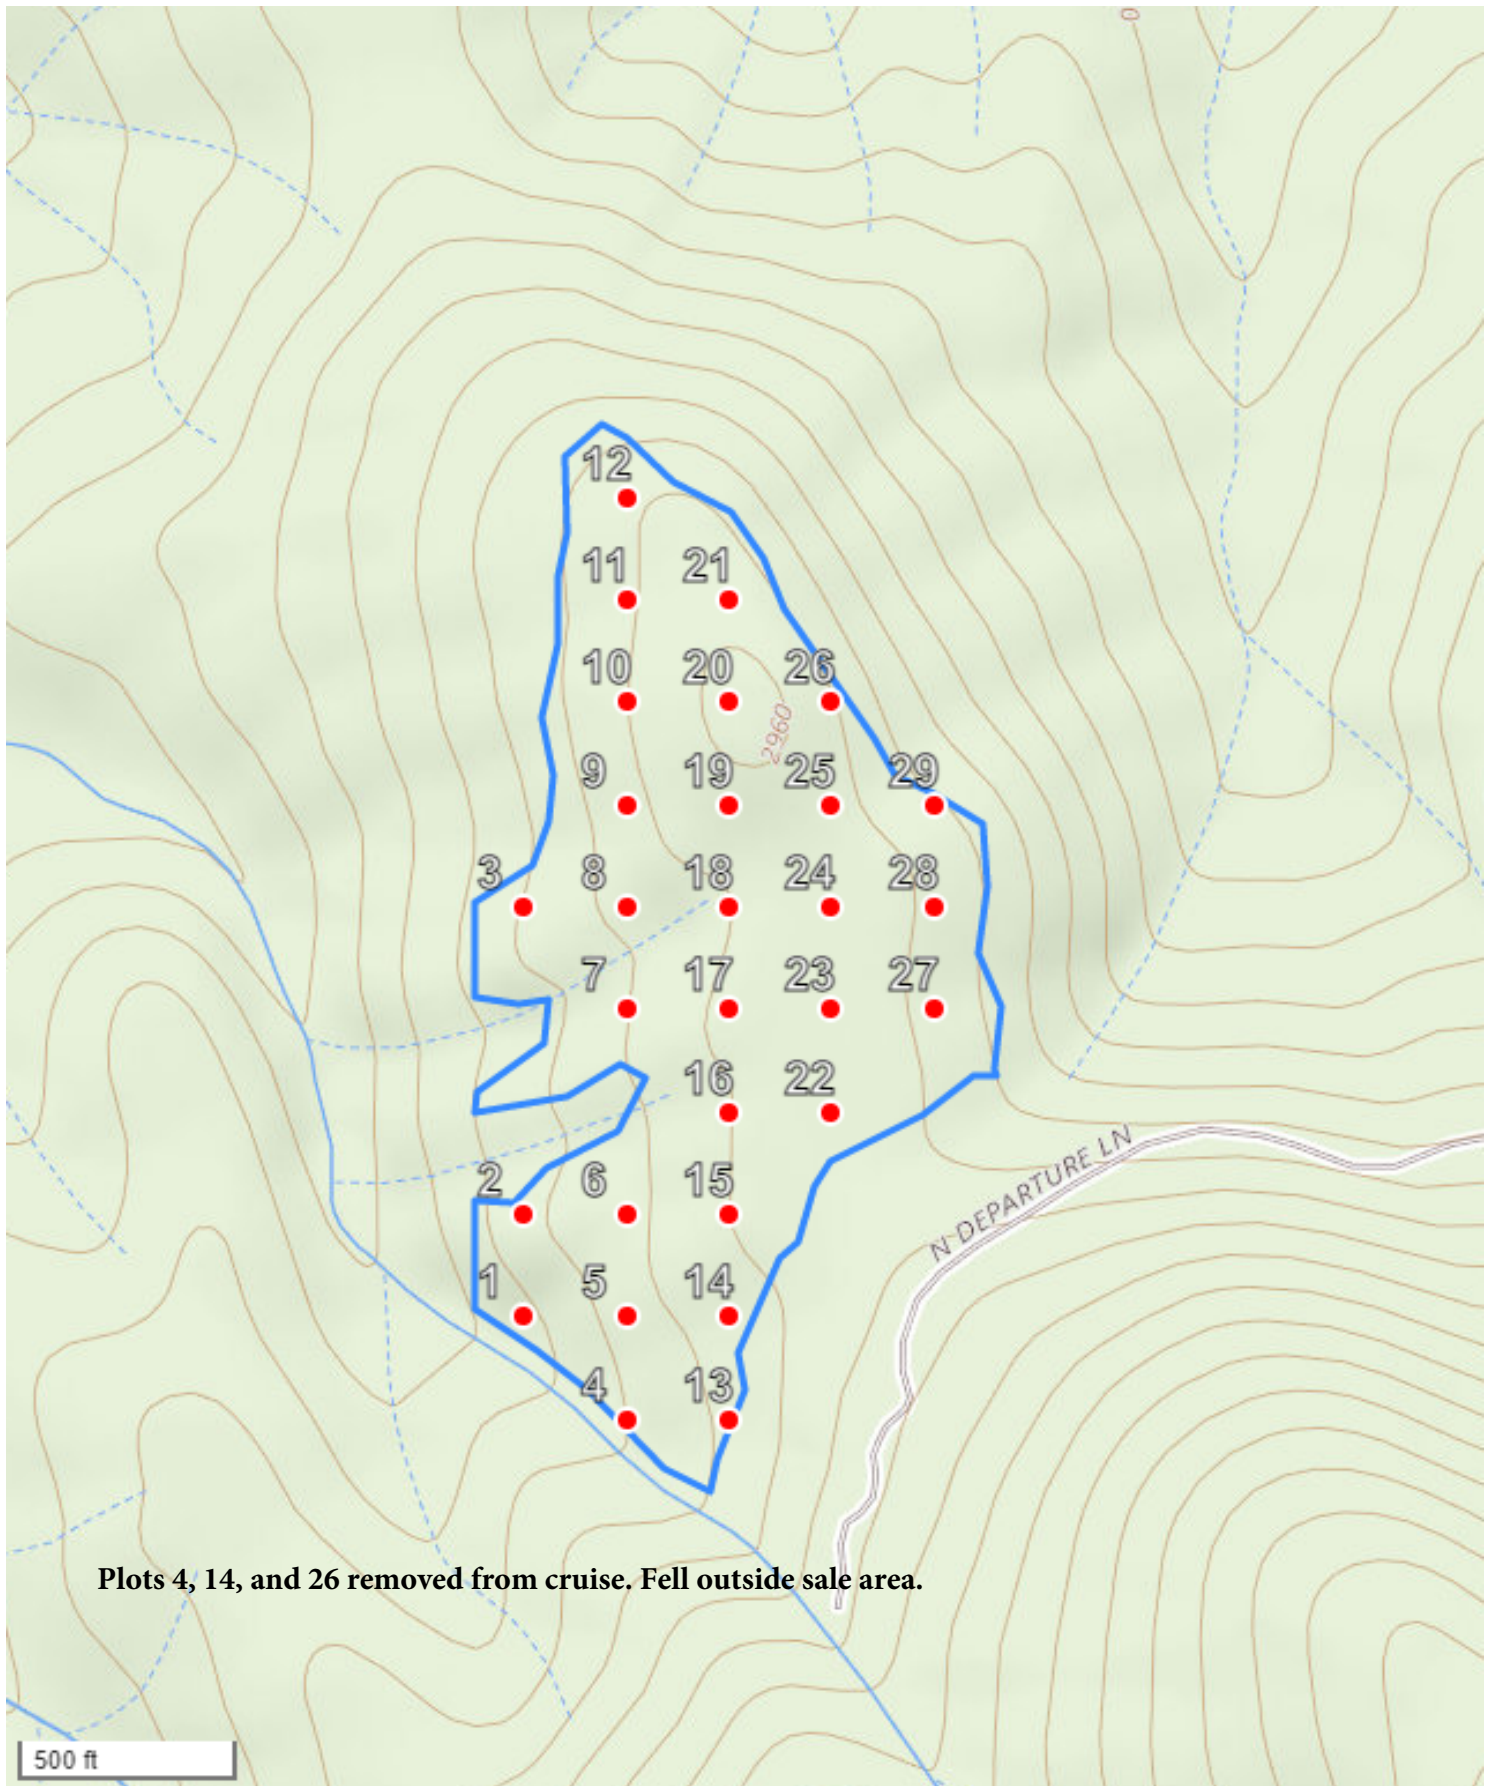 0
12
11 21
10 20 26
2960'
9 19 25 29
3 8 18 24 28
7 17 23 27
16 22
N DEPARTURE LN
2 6 15
1 5 14
4 13
Plots 4, 14, and 26 removed from cruise. Fell outside sale area.
500 ft